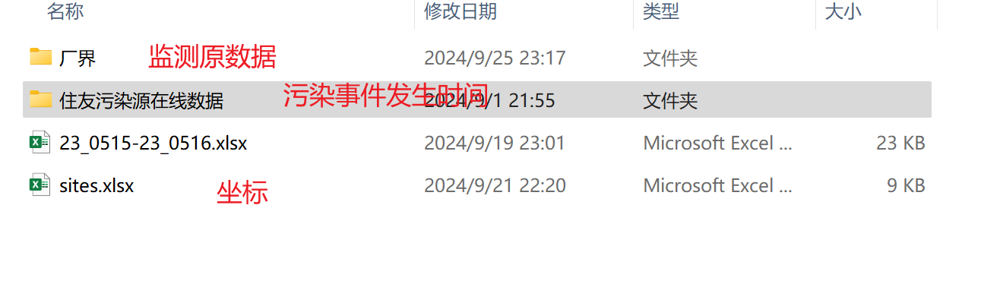 名称 修改日期 类型 大小
厂界 监测原数据 2024/9/25 23:17 文件夹
住友污染源在线数据 污染事件发生时间 2024/9/1 21:55 文件夹
23_0515-23_0516.xlsx 2024/9/19 23:01 Microsoft Excel ... 23 KB
sites.xlsx 坐标 2024/9/21 22:20 Microsoft Excel ... 9 KB